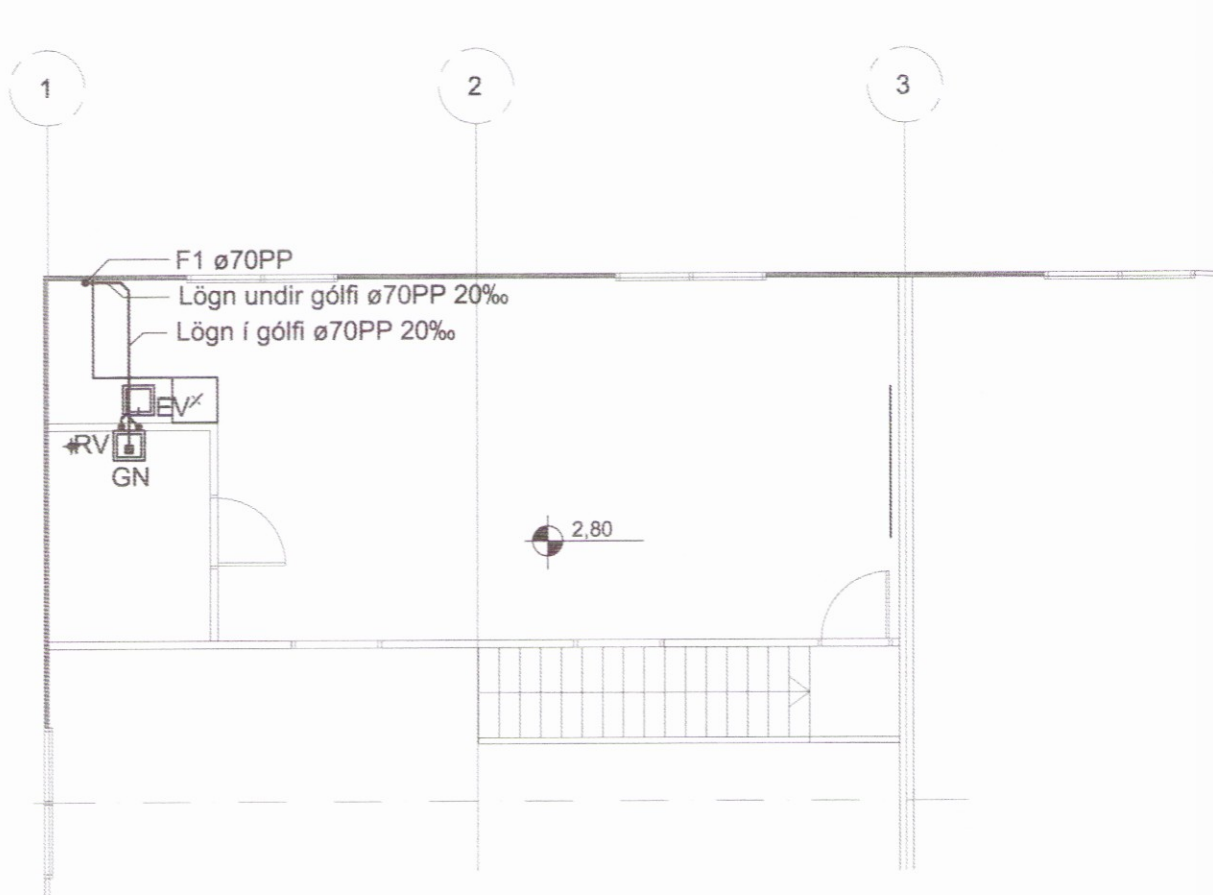 1
2
3
F1 ø70PP
Lögn undir gólfi ø70PP 20‰
Lögn í gólfi ø70PP 20‰
EV
RV
GN
2,80